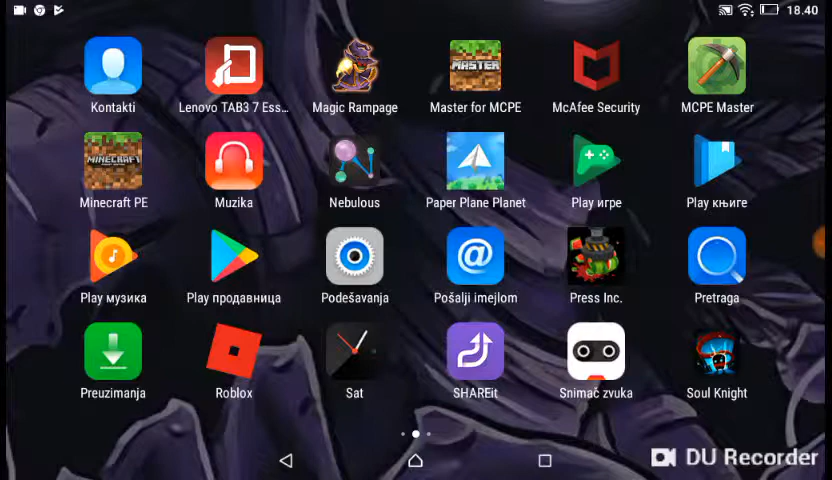 18.40
Kontakti
Lenovo TAB3 7 Ess...
Magic Rampage
MASTER
Master for MCPE
McAfee Security
MCPE Master
MINECRAFT
Minecraft PE
Muzika
Nebulous
Paper Plane Planet
Play игре
Play књиге
Play музика
Play продавница
Podešavanja
@
Pošalji imejlom
Press Inc.
Pretraga
Preuzimanja
Roblox
Sat
SHAREit
Snimač zvuka
Soul Knight
DU Recorder